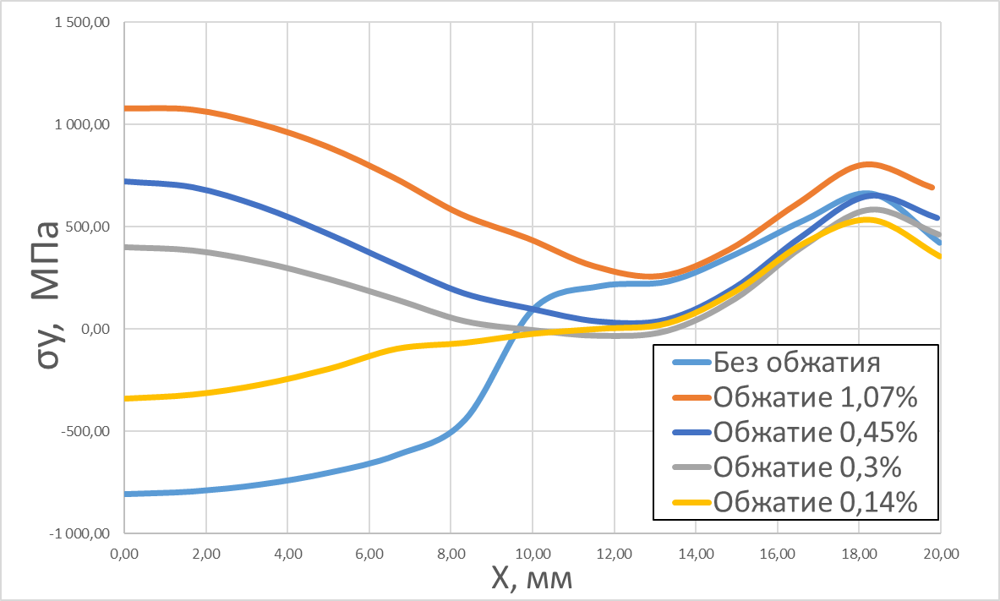 1 500,00
1 000,00
500,00
0,00
-500,00
-1 000,00
σy, МПа
Без обжатия
Обжатие 1,07%
Обжатие 0,45%
Обжатие 0,3%
Обжатие 0,14%
0,00 2,00 4,00 6,00 8,00 10,00 12,00 14,00 16,00 18,00 20,00
X, мм